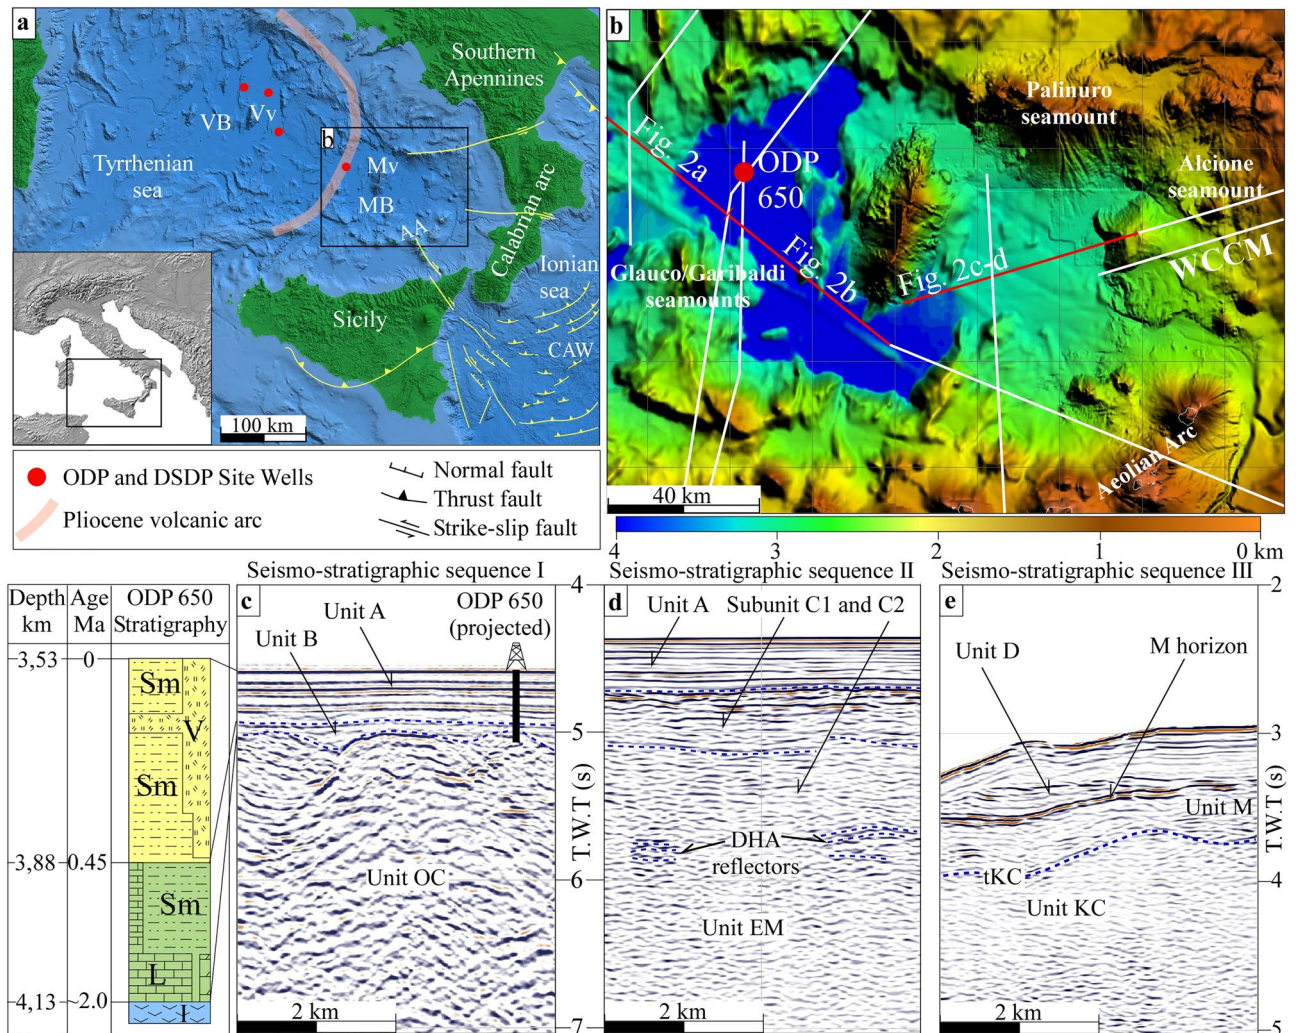 a
Southern
Apennines
VB
Vv
b
Tyrrhenian
sea
Mv
MB
AA
Calabrian arc
Ionian
sea
Sicily
CAW
100 km
ODP and DSDP Site Wells
Pliocene volcanic arc
Normal fault
Thrust fault
Strike-slip fault
b
Palinuro
seamount
Fig. 2a
ODP
650
Alcione
seamount
Glauco/Garibaldi
seamounts
Fig. 2b
Fig. 2c-d
WCCM
Aeolian Arc
40 km
4
3
2
1
0 km
Depth
km
Age
Ma
ODP 650
Stratigraphy
3,53
0
Sm
V
Sm
3,88
0.45
Sm
L
4,13
~2.0
I
Seismo-stratigraphic sequence I
c
Unit A
ODP 650
(projected)
Unit B
Unit OC
2 km
4
5
6
7
T.W.T (s)
Seismo-stratigraphic sequence II
d
Unit A
Subunit C1 and C2
DHA
reflectors
Unit EM
2 km
Seismo-stratigraphic sequence III
e
Unit D
M horizon
Unit M
tKC
Unit KC
2 km
2
3
4
5
T.W.T (s)